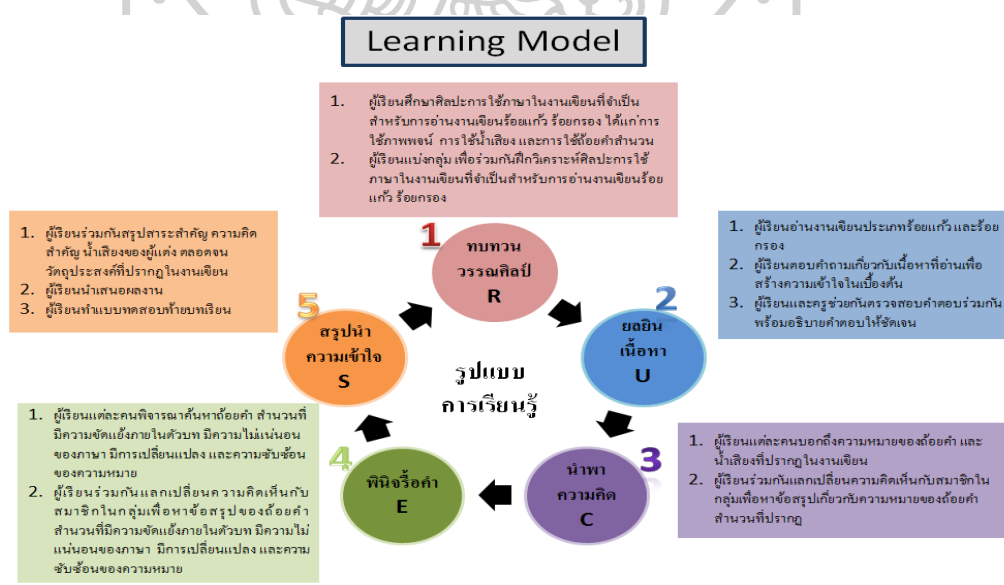 Learning Model
1. ผู้เรียนศึกษาศิลปะการใช้ภาษาในงานเขียนที่จำเป็น
สำหรับการอ่านงานเขียนร้อยแก้ว ร้อยกรอง ได้แก่การ
ใช้ภาพพจน์ การใช้น้ำเสียง และการใช้ถ้อยคำสำนวน
2. ผู้เรียนแบ่งกลุ่ม เพื่อร่วมกันฝึกวิเคราะห์ศิลปะการใช้
ภาษาในงานเขียนที่จำเป็นสำหรับการอ่านงานเขียนร้อย
แก้ว ร้อยกรอง
1
ทบทวน
วรรณศิลป์
R
1. ผู้เรียนอ่านงานเขียนประเภทร้อยแก้วและร้อย
กรอง
2. ผู้เรียนตอบคำถามเกี่ยวกับเนื้อหาที่อ่านเพื่อ
สร้างความเข้าใจในเบื้องต้น
3. ผู้เรียนและครูช่วยกันตรวจสอบคำตอบร่วมกัน
พร้อมอธิบายคำตอบให้ชัดเจน
2
ยลยิน
เนื้อหา
U
1. ผู้เรียนแต่ละคนบอกถึงความหมายของถ้อยคำ และ
น้ำเสียงที่ปรากฏในงานเขียน
2. ผู้เรียนร่วมกันแลกเปลี่ยนความคิดเห็นกับสมาชิกใน
กลุ่มเพื่อหาข้อสรุปเกี่ยวกับความหมายของถ้อยคำ
สำนวนที่ปรากฏ
3
นำพา
ความคิด
C
1. ผู้เรียนแต่ละคนพิจารณาค้นหาถ้อยคำ สำนวนที่
มีความขัดแย้งภายในตัวบท มีความไม่แน่นอน
ของภาษา มีการเปลี่ยนแปลง และความซับซ้อน
ของความหมาย
2. ผู้เรียนร่วมกันแลกเปลี่ยนความคิดเห็นกับ
สมาชิกในกลุ่มเพื่อหาข้อสรุปของถ้อยคำ
สำนวนที่มีความขัดแย้งภายในตัวบท มีความไม่
แน่นอนของภาษา มีการเปลี่ยนแปลง และความ
ซับซ้อนของความหมาย
4
พินิจรื้อคำ
E
1. ผู้เรียนร่วมกันสรุปสาระสำคัญ ความคิด
สำคัญ น้ำเสียงของผู้แต่ง ตลอดจน
วัตถุประสงค์ที่ปรากฏในงานเขียน
2. ผู้เรียนนำเสนอผลงาน
3. ผู้เรียนทำแบบทดสอบท้ายบทเรียน
5
สรุปนำ
ความเข้าใจ
S
รูปแบบ
การเรียนรู้